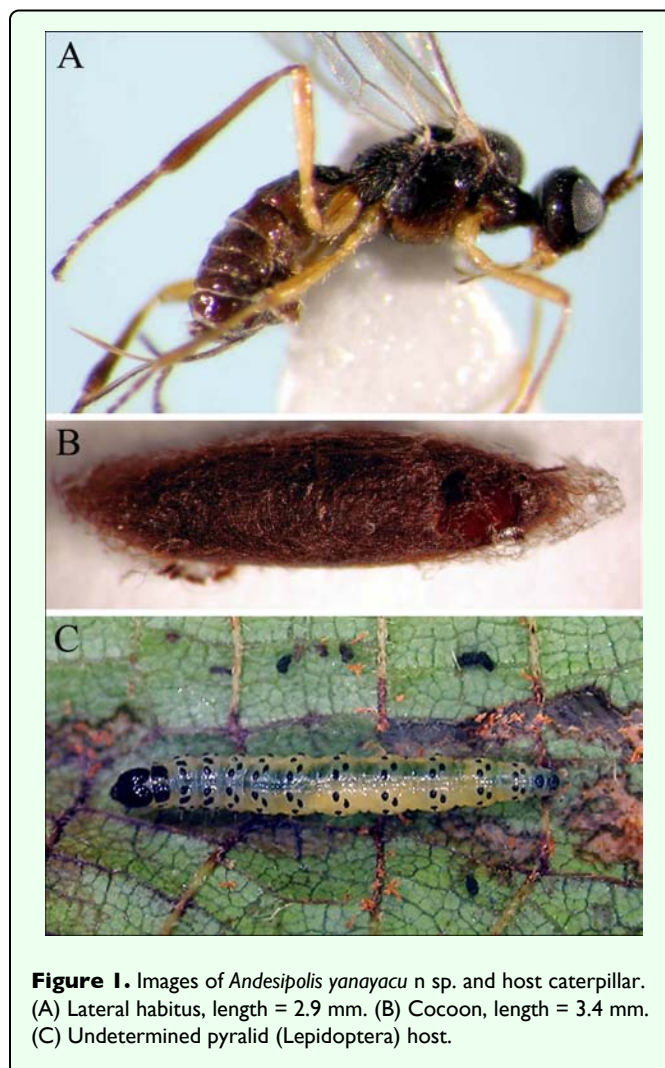 A
B
C
Figure 1. Images of Andesipolis yanayacu n sp. and host caterpillar.
(A) Lateral habitus, length = 2.9 mm. (B) Cocoon, length = 3.4 mm.
(C) Undetermined pyralid (Lepidoptera) host.